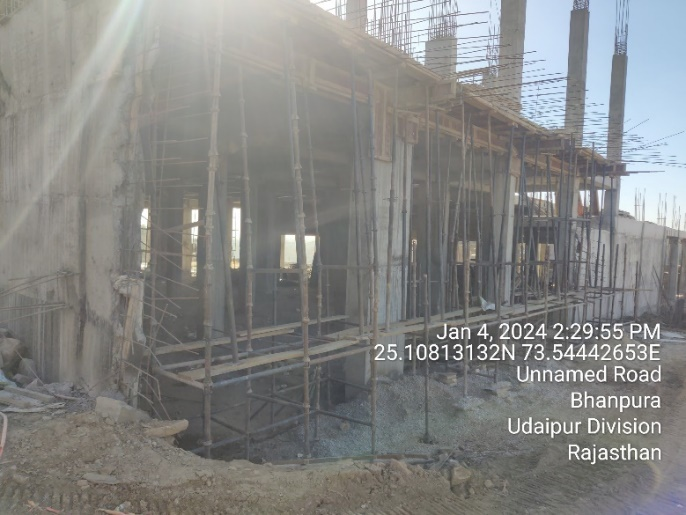 Jan 4, 2024 2:29:55 PM
25.10813132N 73.54442653E
Unnamed Road
Bhanpura
Udaipur Division
Rajasthan